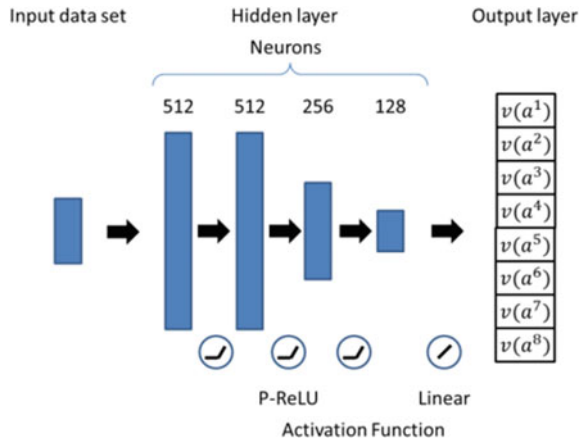 Input data set Hidden layer Output layer
Neurons
512 512 256 128
v(a¹)
v(a²)
v(a³)
v(a⁴)
v(a⁵)
v(a⁶)
v(a⁷)
v(a⁸)
P-ReLU Linear
Activation Function